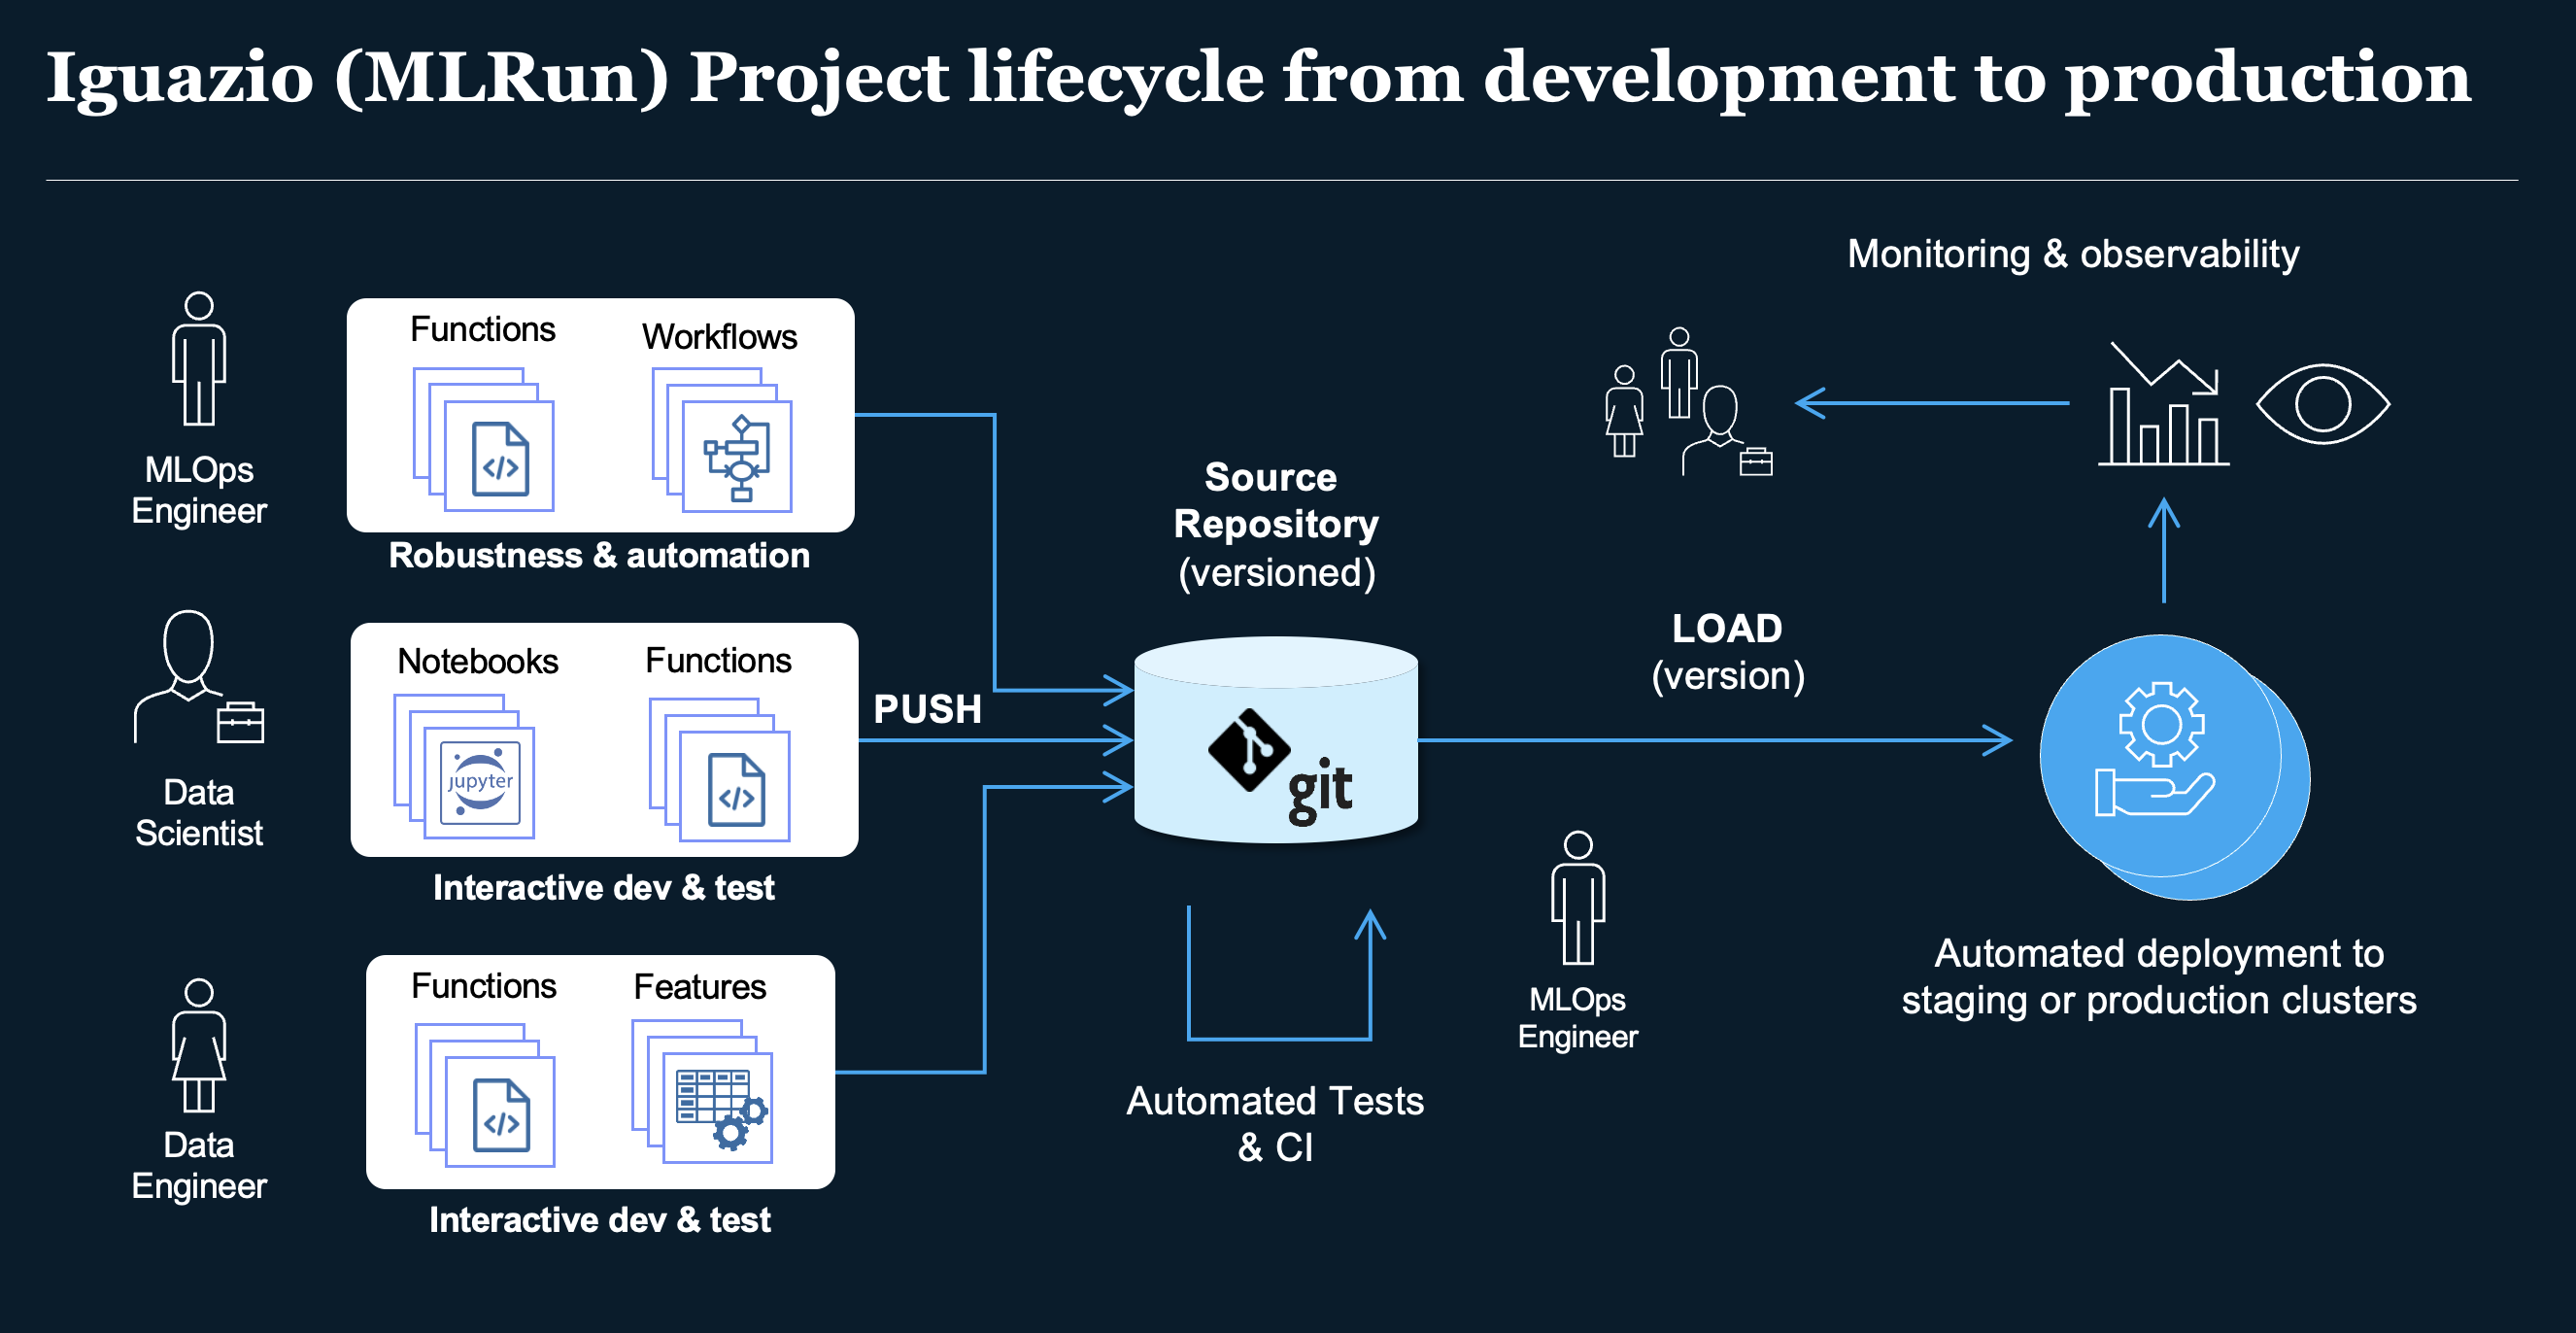 Iguazio (MLRun) Project lifecycle from development to production
MLOps
Engineer
Functions
Workflows
Robustness & automation
Data
Scientist
Notebooks
jupyter
Functions
Interactive dev & test
Data
Engineer
Functions
Features
Interactive dev & test
PUSH
Source
Repository
(versioned)
git
Automated Tests
& CI
LOAD
(version)
MLOps
Engineer
Automated deployment to
staging or production clusters
Monitoring & observability